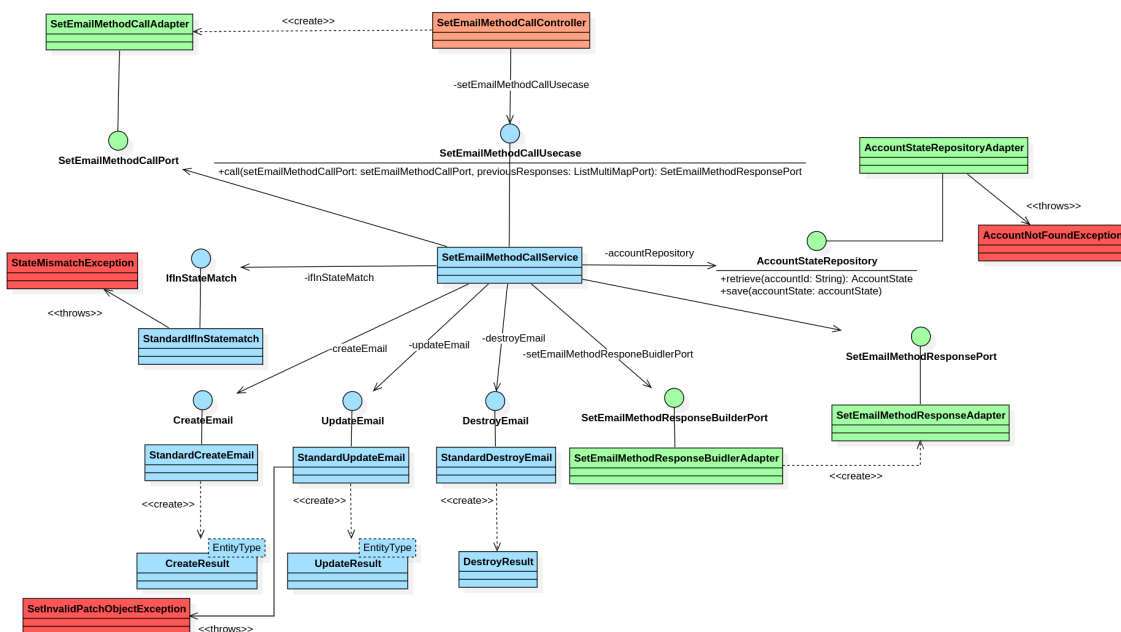 SetEmailMethodCallAdapter
<<create>>
SetEmailMethodCallController
-setEmailMethodCallUsecase
SetEmailMethodCallPort
SetEmailMethodCallUsecase
+call(setEmailMethodCallPort: setEmailMethodCallPort, previousResponses: ListMultiMapPort): SetEmailMethodResponsePort
AccountStateRepositoryAdapter
<<throws>>
AccountNotFoundException
StateMismatchException
IfInStateMatch
-ifInStateMatch
SetEmailMethodCallService
-accountRepository
AccountStateRepository
+retrieve(accountId: String): AccountState
+save(accountState: accountState)
<<throws>>
StandardIfInStatematch
-createEmail
-updateEmail
-destroyEmail
-setEmailMethodResponeBuidlerPort
SetEmailMethodResponsePort
CreateEmail
UpdateEmail
DestroyEmail
SetEmailMethodResponseBuilderPort
SetEmailMethodResponseAdapter
StandardCreateEmail
StandardUpdateEmail
StandardDestroyEmail
SetEmailMethodResponseBuidlerAdapter
<<create>>
<<create>>
<<create>>
<<create>>
EntityType
CreateResult
EntityType
UpdateResult
DestroyResult
SetInvalidPatchObjectException
<<throws>>